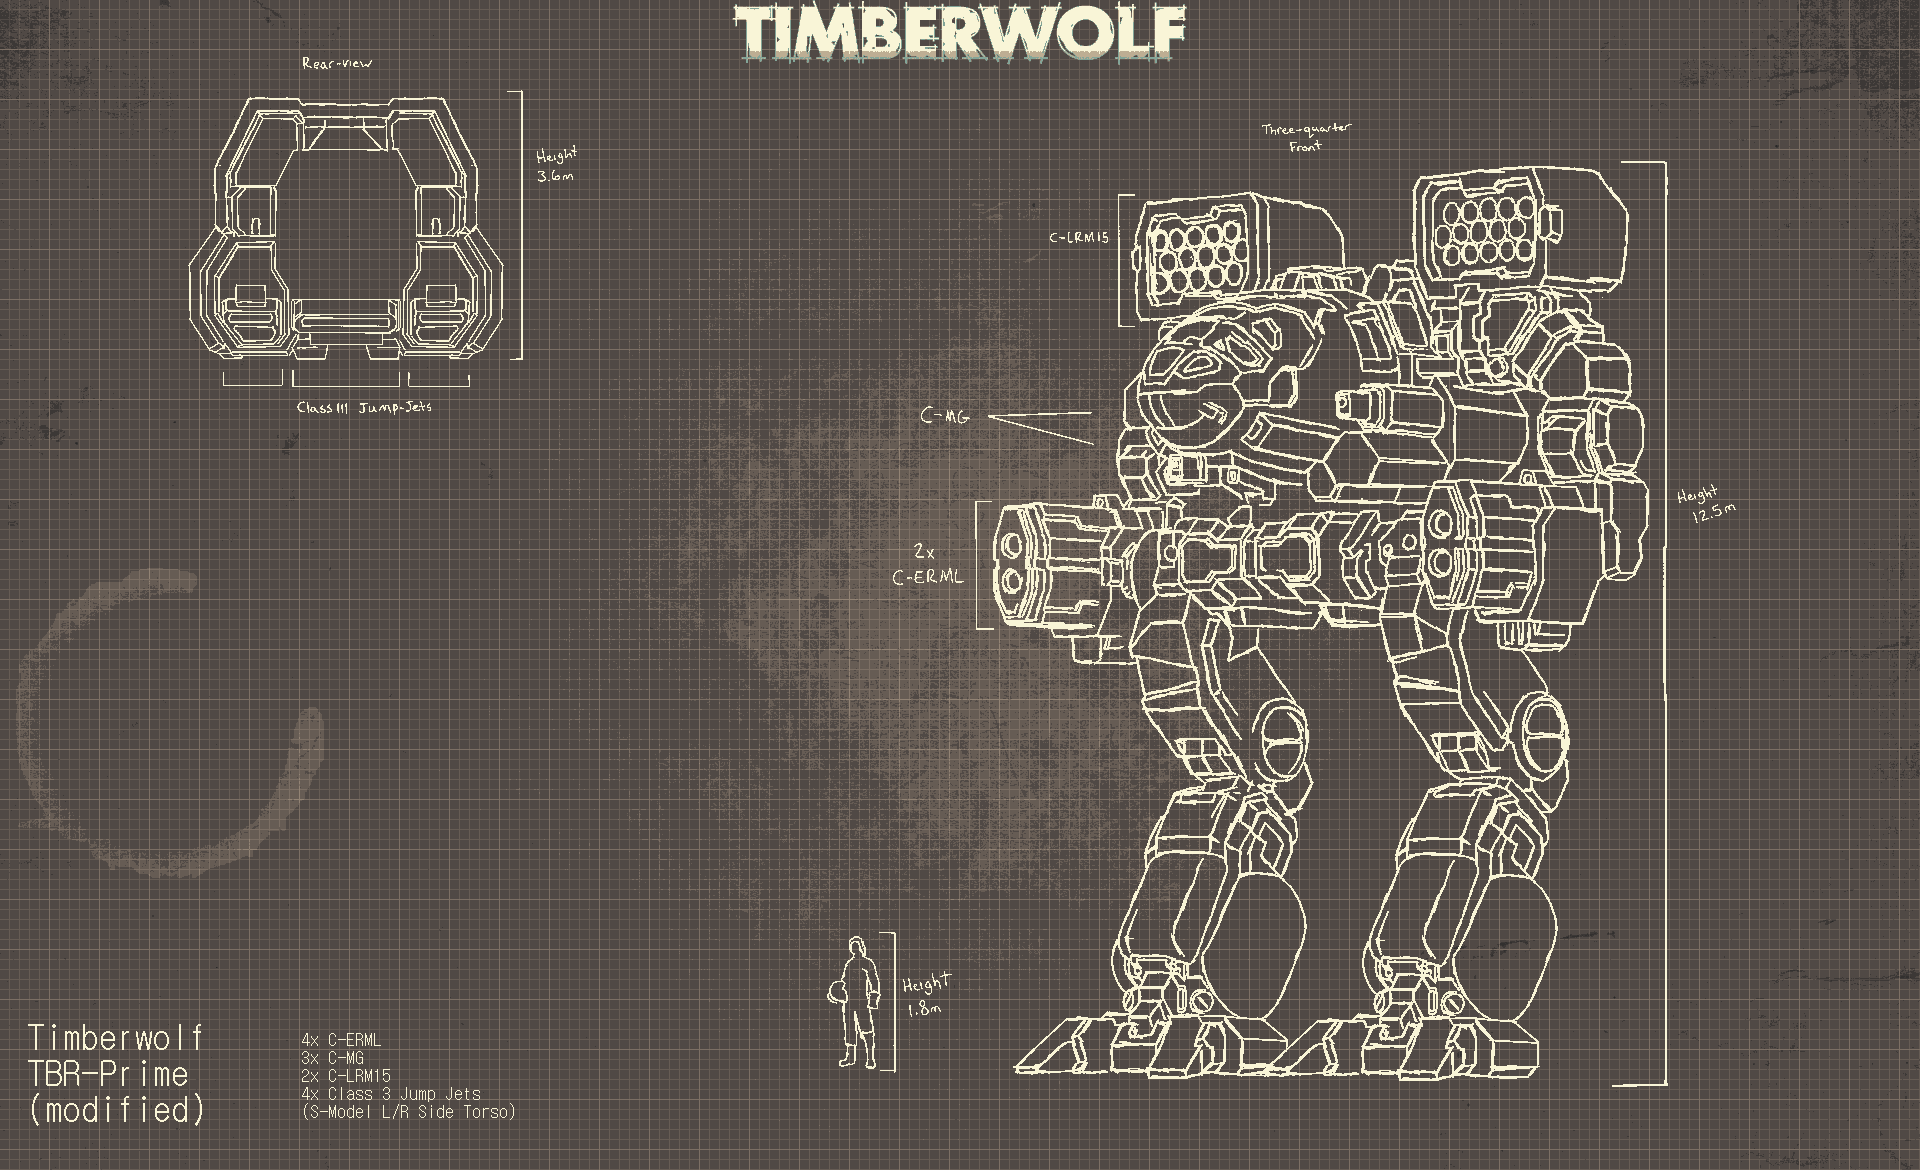 TIMBERWOLF
Rear-view
Height
3.6m
Class III Jump-Jets
Three-quarter
Front
C-LRM15
C-MG
2x
C-ERML
Height
12.5m
Height
1.8m
Timberwolf
TBR-Prime
(modified)
4x C-ERML
3x C-MG
2x C-LRM15
4x Class 3 Jump Jets
(S-Model L/R Side Torso)